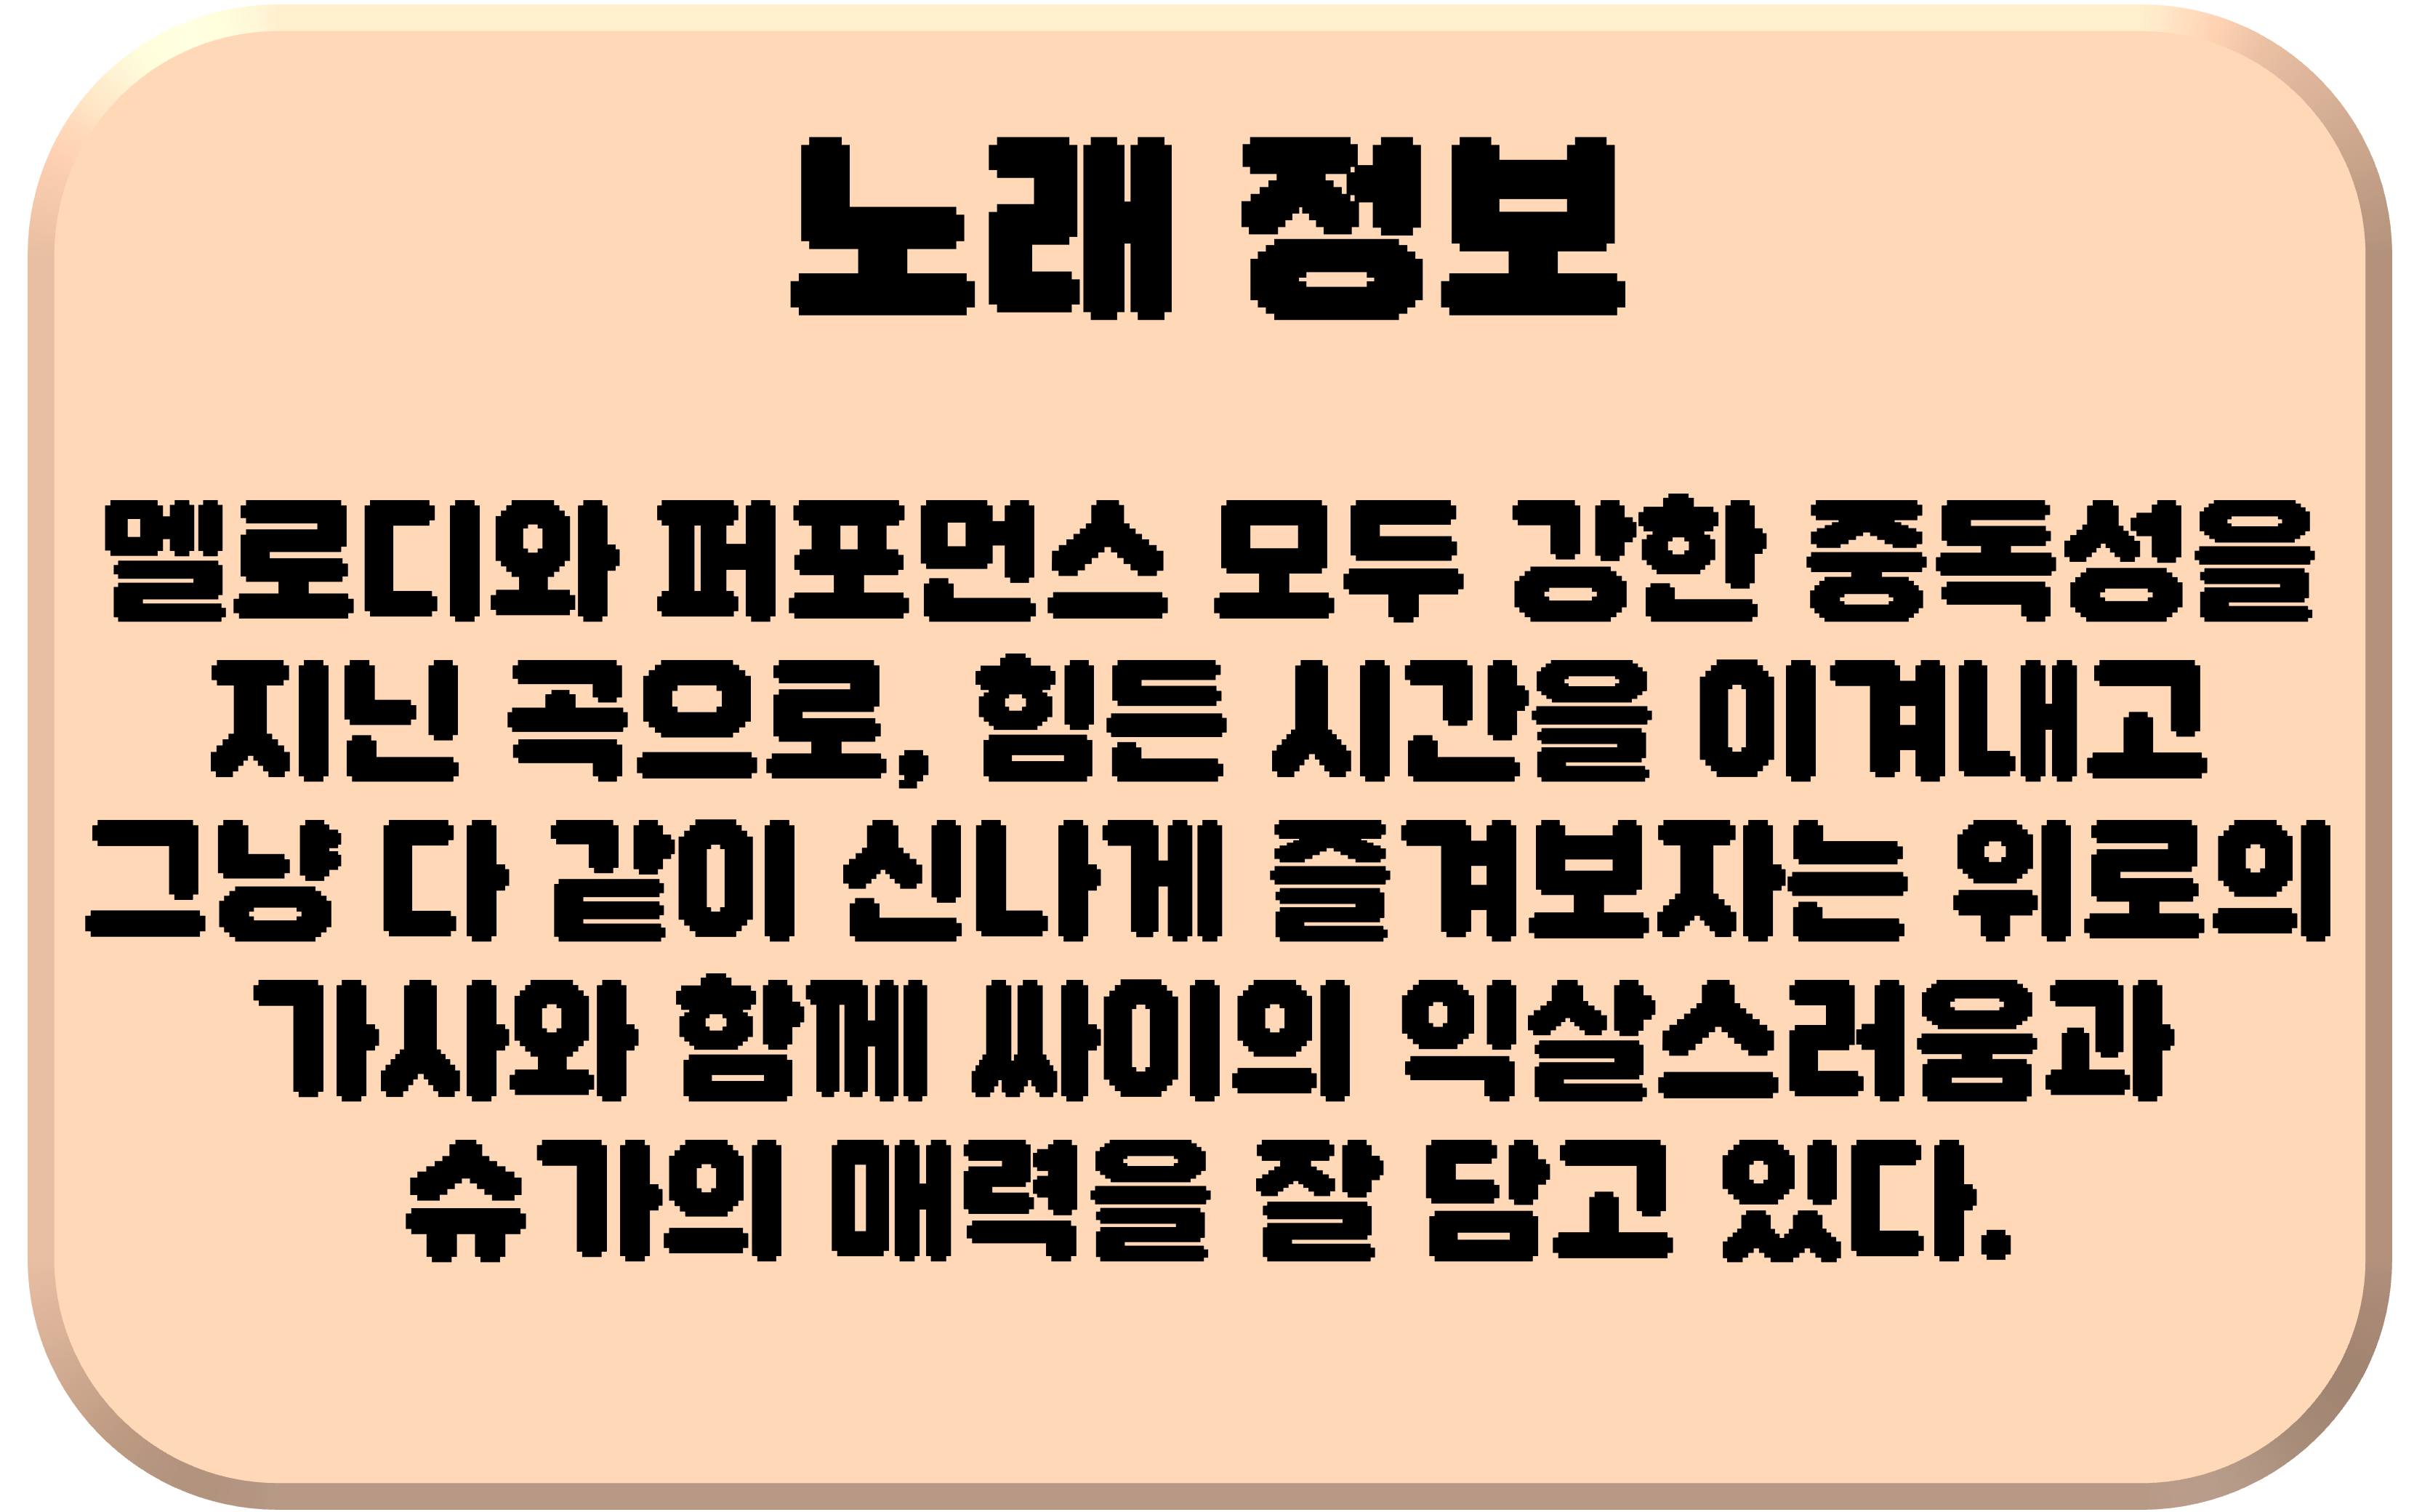 노래 정보
멜로디와 퍼포먼스 모두 강한 중독성을
지닌 곡으로, 힘든 시간을 이겨내고
그냥 다 같이 신나게 즐겨보자는 위로의
가사와 함께 싸이의 익살스러움과
슈가의 매력을 잘 담고 있다.